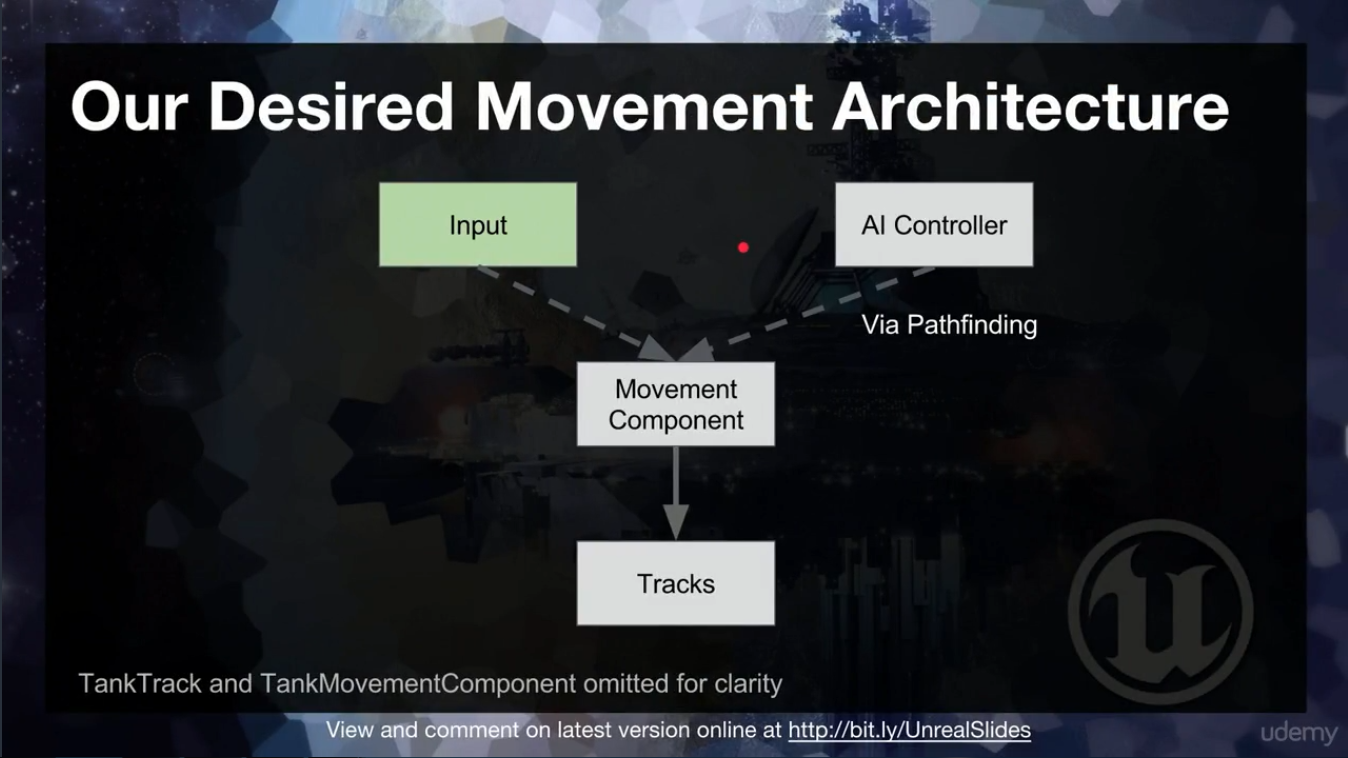 Our Desired Movement Architecture
Input
AI Controller
Via Pathfinding
Movement
Component
Tracks
TankTrack and TankMovementComponent omitted for clarity
View and comment on latest version online at http://bit.ly/UnrealSlides
udemy